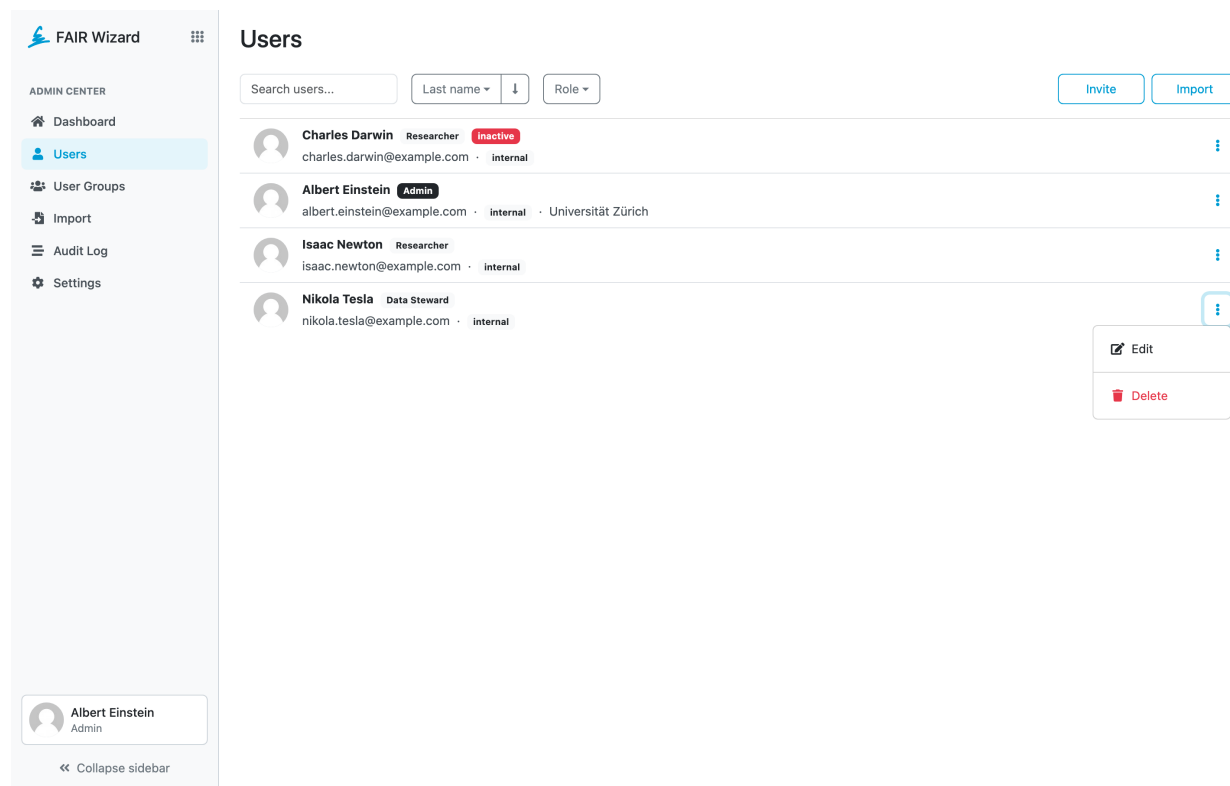 FAIR Wizard
ADMIN CENTER
Dashboard
Users
User Groups
Import
Audit Log
Settings
Albert Einstein
Admin
Collapse sidebar
Users
Search users...
Last name
Role
Invite
Import
Charles Darwin Researcher inactive
charles.darwin@example.com · internal
Albert Einstein Admin
albert.einstein@example.com · internal · Universität Zürich
Isaac Newton Researcher
isaac.newton@example.com · internal
Nikola Tesla Data Steward
nikola.tesla@example.com · internal
Edit
Delete